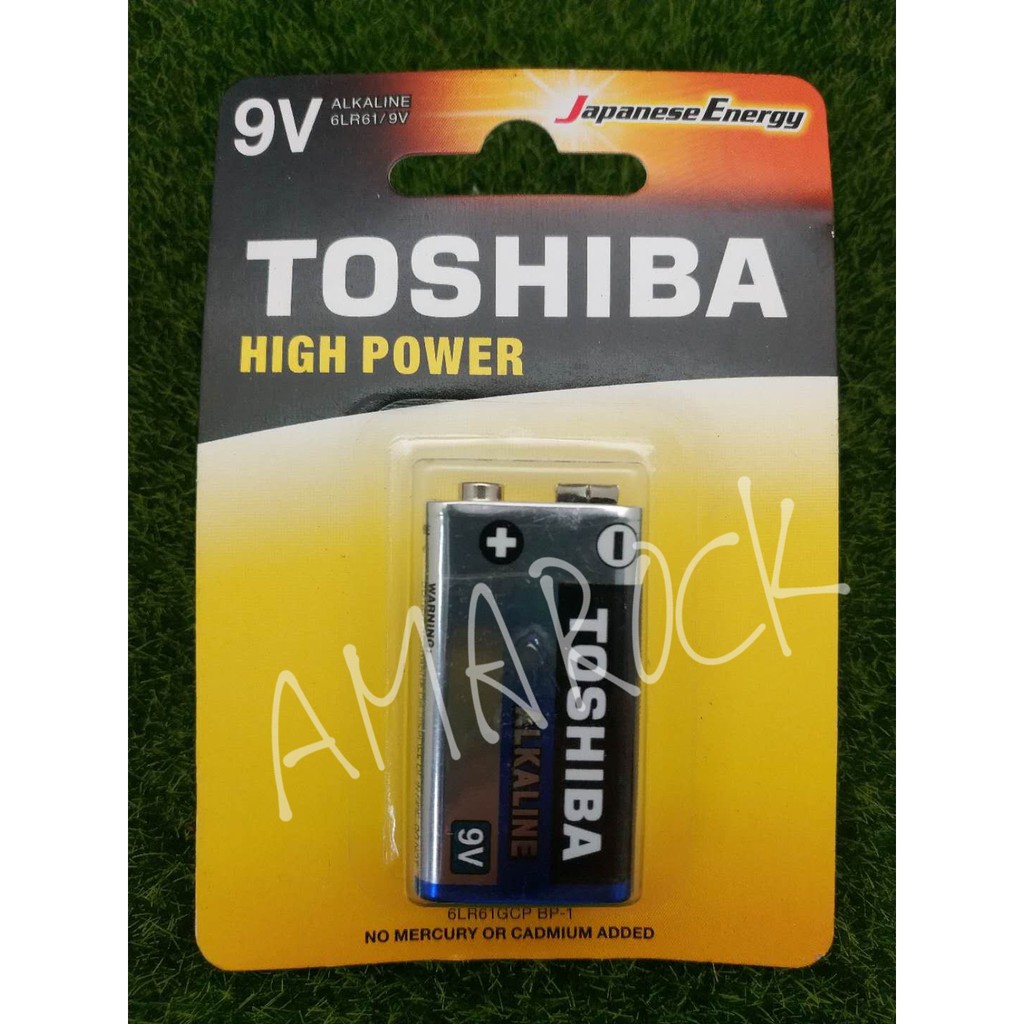 9V
ALKALINE
6LR61/9V
Japanese Energy
TOSHIBA
HIGH POWER
WARNING:
TOSHIBA
ALKALINE
9V
AMAROCK
6LR61GCP BP-1
NO MERCURY OR CADMIUM ADDED